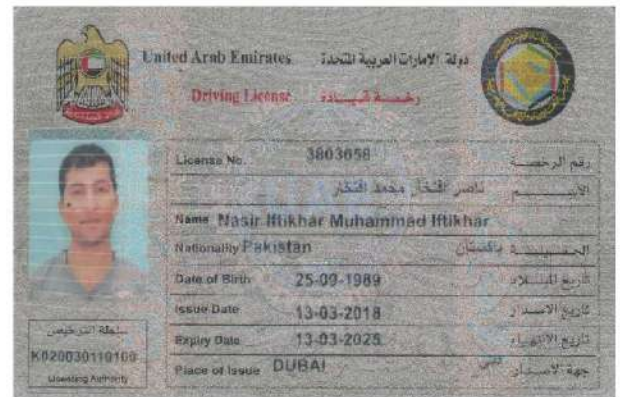 United Arab Emirates دولة الإمارات العربية المتحدة
Driving License رخصة قيادة
License No. 3803658 رقم الرخصة
ناصر افتخار محمد افتخار الإسم
Name Nasir Iftikhar Muhammad Iftikhar
Nationality Pakistan باكستان الجنسية
Date of Birth 25-09-1989 تاريخ الميلاد
Issue Date 13-03-2018 تاريخ الاصدار
Expiry Date 13-03-2025 تاريخ الانتهاء
Place of Issue DUBAI دبي جهة الاصدار
سلطة الترخيص
K020030110100
Licensing Authority